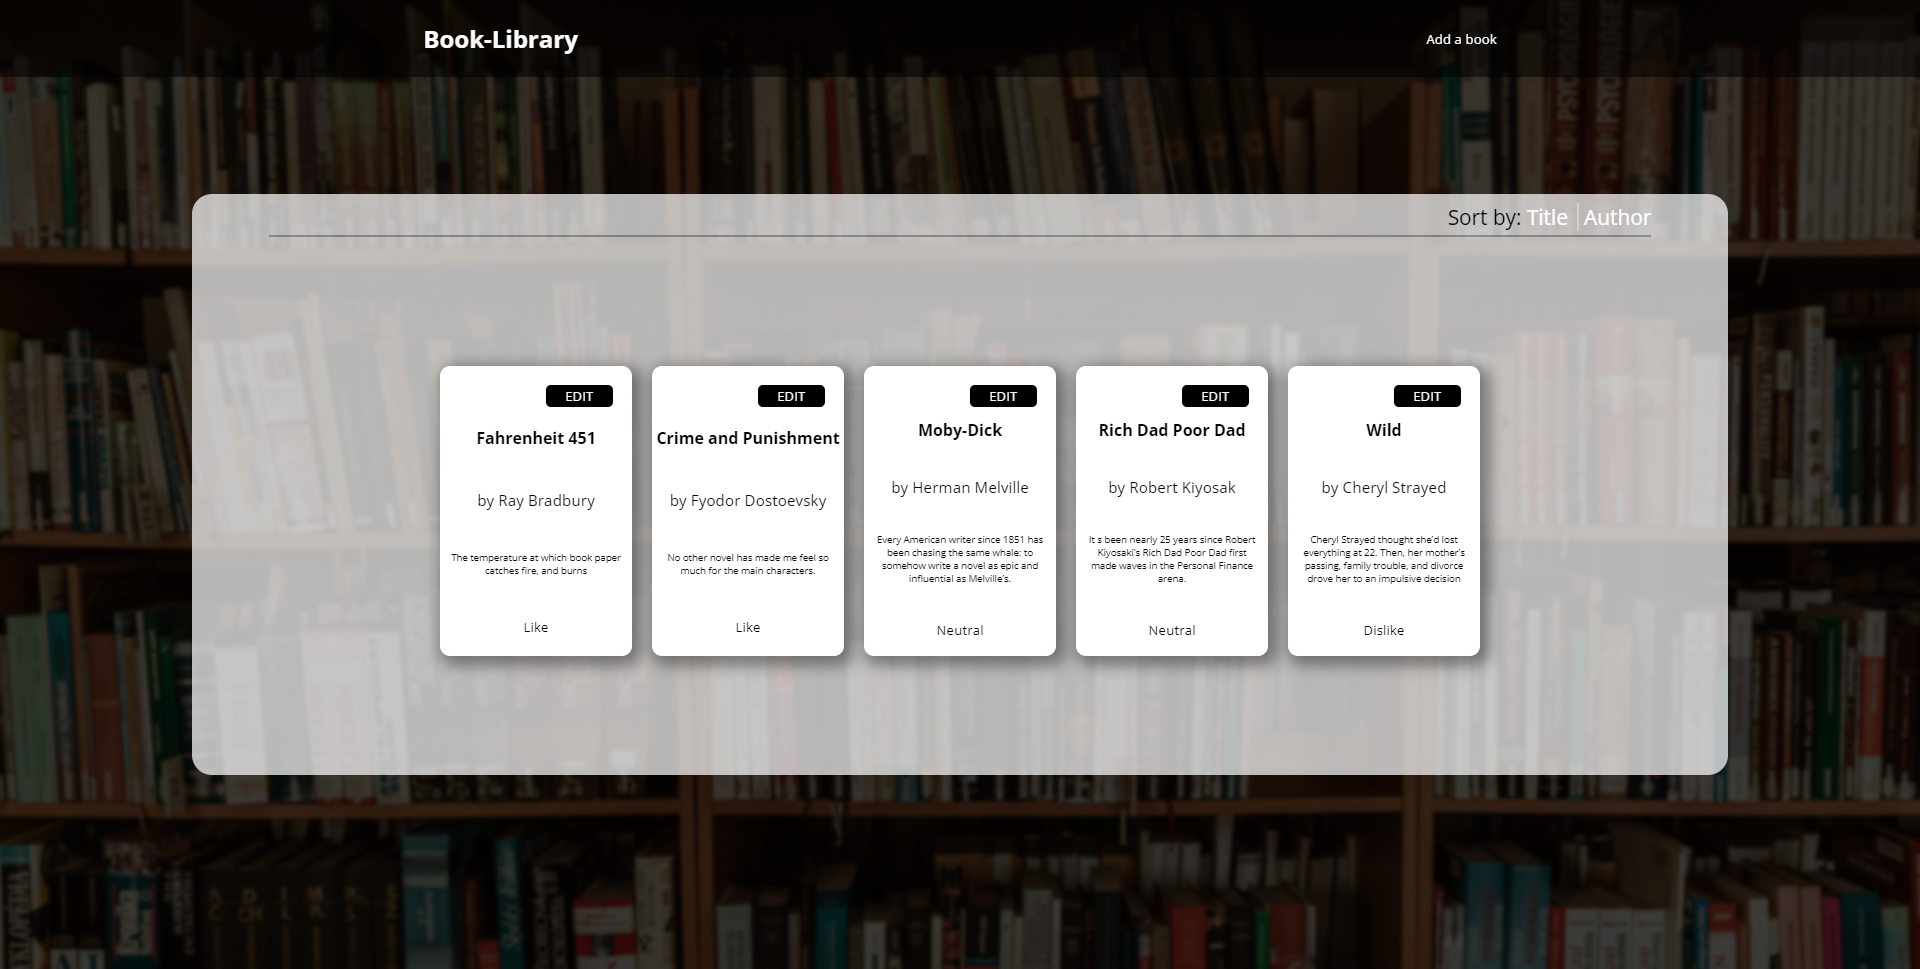 Book-Library
Add a book
Sort by: Title Author
EDIT
Fahrenheit 451
by Ray Bradbury
The temperature at which book paper
catches fire, and burns
Like
EDIT
Crime and Punishment
by Fyodor Dostoevsky
No other novel has made me feel so
much for the main characters.
Like
EDIT
Moby-Dick
by Herman Melville
Every American writer since 1851 has
been chasing the same whale: to
somehow write a novel as epic and
influential as Melville's.
Neutral
EDIT
Rich Dad Poor Dad
by Robert Kiyosak
It s been nearly 25 years since Robert
Kiyosaki's Rich Dad Poor Dad first
made waves in the Personal Finance
arena.
Neutral
EDIT
Wild
by Cheryl Strayed
Cheryl Strayed thought she'd lost
everything at 22. Then, her mother's
passing, family trouble, and divorce
drove her to an impulsive decision
Dislike